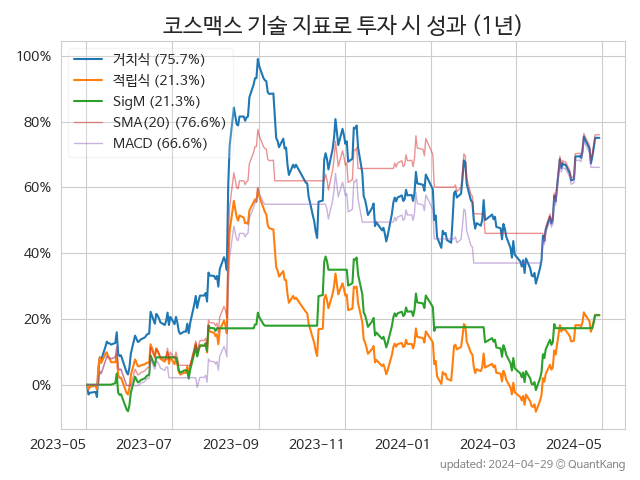 코스맥스 기술 지표로 투자 시 성과 (1년)
거치식 (75.7%)
적립식 (21.3%)
SigM (21.3%)
SMA(20) (76.6%)
MACD (66.6%)
100%
80%
60%
40%
20%
0%
2023-05 2023-07 2023-09 2023-11 2024-01 2024-03 2024-05
updated: 2024-04-29 © QuantKang